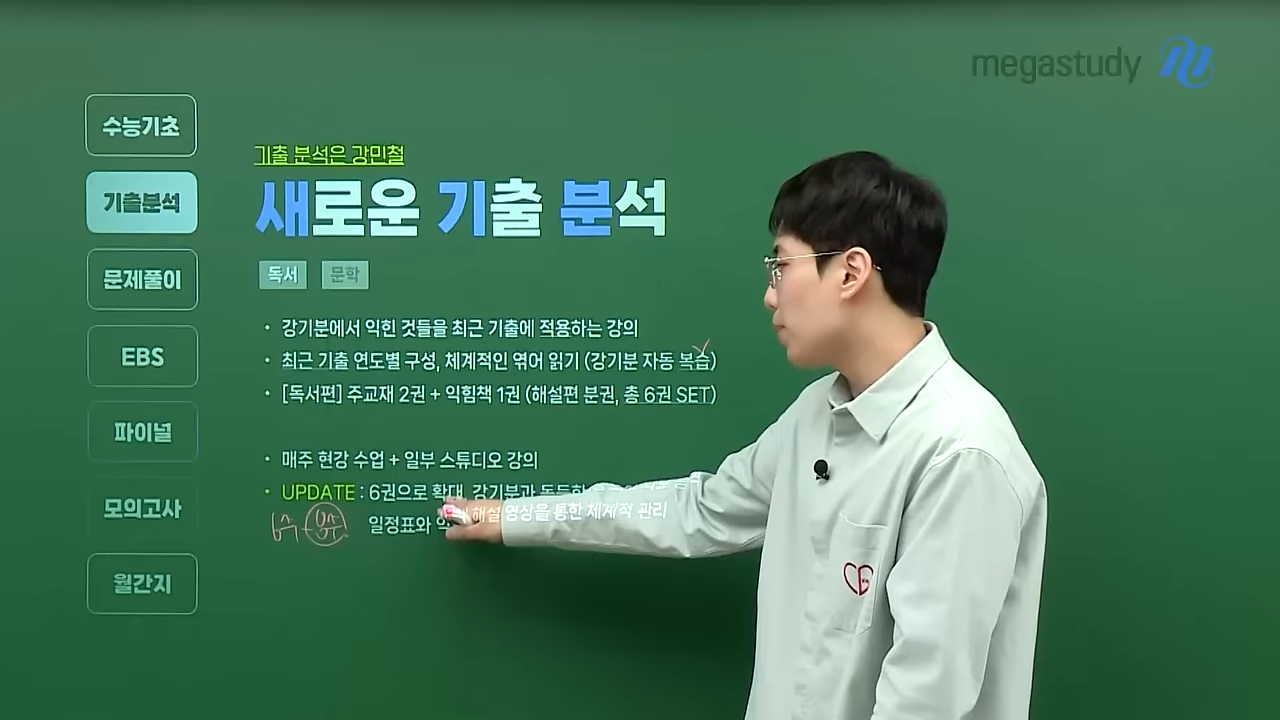 megastudy
수능기초
기출분석
문제풀이
EBS
파이널
모의고사
월간지
기출 분석은 강민철
새로운 기출 분석
독서 문학
• 강기분에서 익힌 것들을 최근 기출에 적용하는 강의
• 최근 기출 연도별 구성, 체계적인 엮어 읽기 (강기분 자동 복습)
• [독서편] 주교재 2권 + 익힘책 1권 (해설편 분권, 총 6권 SET)
• 매주 현강 수업 + 일부 스튜디오 강의
• UPDATE : 6권으로 확대, 강기분과
일정표와 해설 영상을 통한 체계적 관리